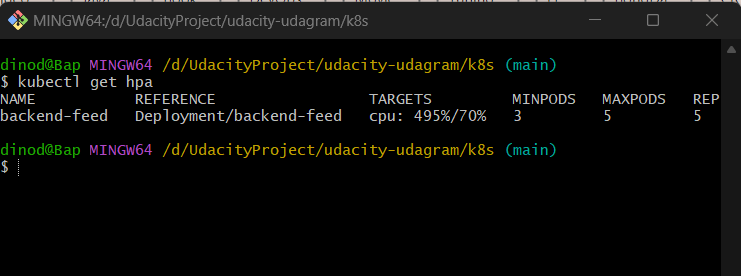 MINGW64:/d/UdacityProject/udacity-udagram/k8s
dinod@Bap MINGW64 /d/UdacityProject/udacity-udagram/k8s (main)
$ kubectl get hpa
NAME REFERENCE TARGETS MINPODS MAXPODS REP
backend-feed Deployment/backend-feed cpu: 495%/70% 3 5 5
dinod@Bap MINGW64 /d/UdacityProject/udacity-udagram/k8s (main)
$